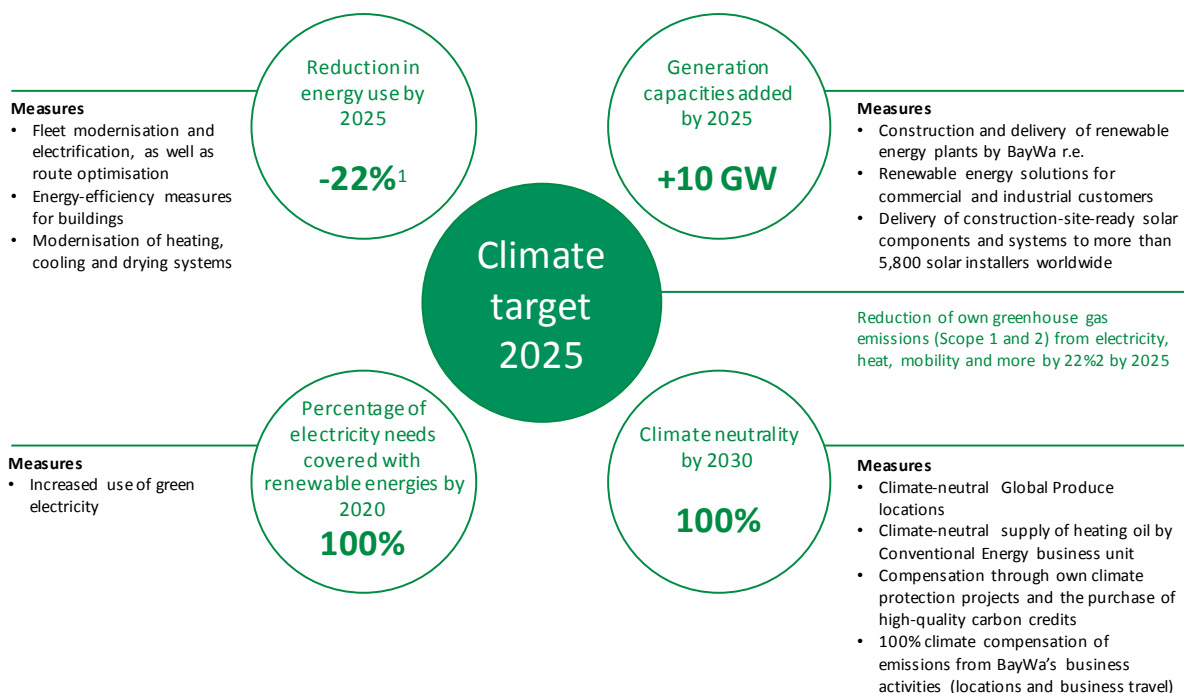 Reduction in
energy use by
2025
-22%1
Measures
• Fleet modernisation and
electrification, as well as
route optimisation
• Energy-efficiency measures
for buildings
• Modernisation of heating,
cooling and drying systems
Generation
capacities added
by 2025
+10 GW
Measures
• Construction and delivery of renewable
energy plants by BayWa r.e.
• Renewable energy solutions for
commercial and industrial customers
• Delivery of construction-site-ready solar
components and systems to more than
5,800 solar installers worldwide
Climate
target
2025
Reduction of own greenhouse gas
emissions (Scope 1 and 2) from electricity,
heat, mobility and more by 22%2 by 2025
Percentage of
electricity needs
covered with
renewable energies by
2020
100%
Measures
• Increased use of green
electricity
Climate neutrality
by 2030
100%
Measures
• Climate-neutral Global Produce
locations
• Climate-neutral supply of heating oil by
Conventional Energy business unit
• Compensation through own climate
protection projects and the purchase of
high-quality carbon credits
• 100% climate compensation of
emissions from BayWa's business
activities (locations and business travel)